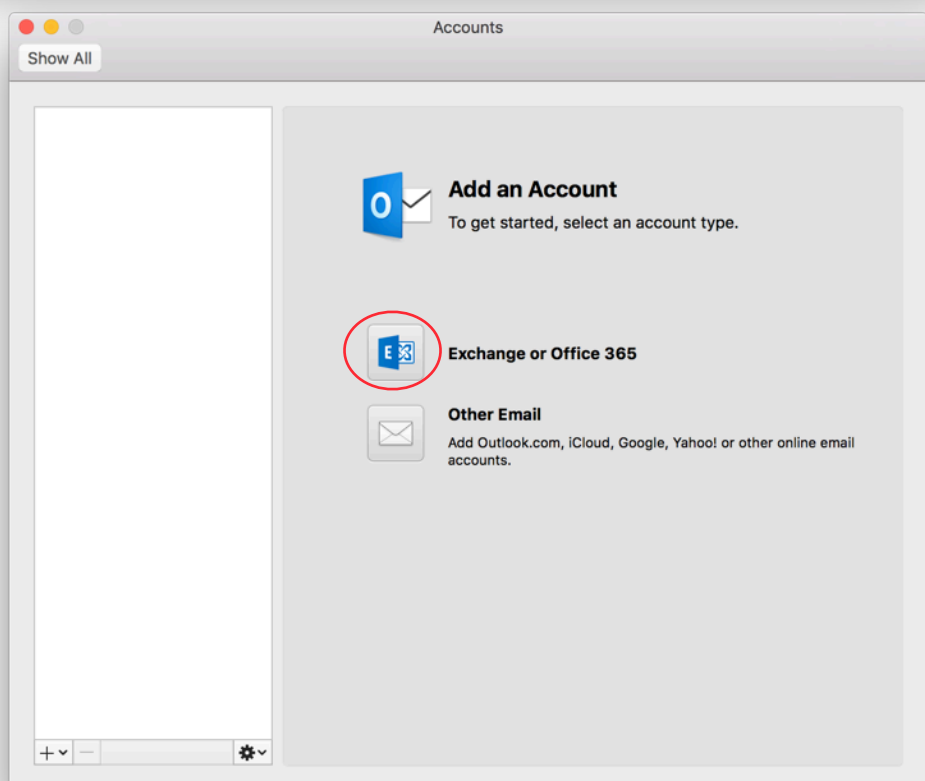 Accounts
Show All
O
Add an Account
To get started, select an account type.
E
Exchange or Office 365
Other Email
Add Outlook.com, iCloud, Google, Yahoo! or other online email
accounts.